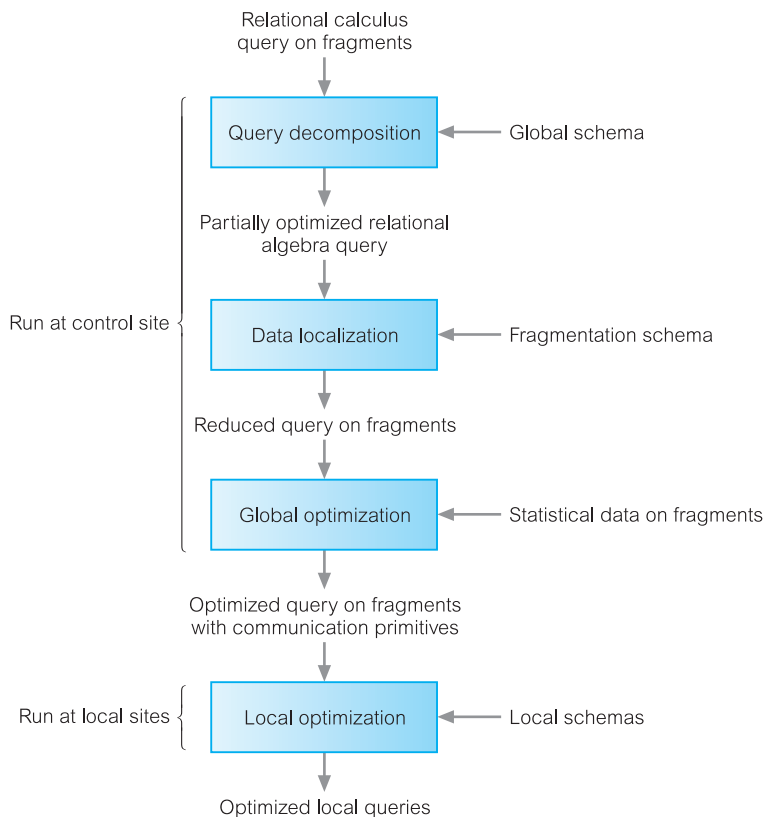 Relational calculus
query on fragments
Query decomposition
Global schema
Partially optimized relational
algebra query
Run at control site
Data localization
Fragmentation schema
Reduced query on fragments
Global optimization
Statistical data on fragments
Optimized query on fragments
with communication primitives
Run at local sites
Local optimization
Local schemas
Optimized local queries